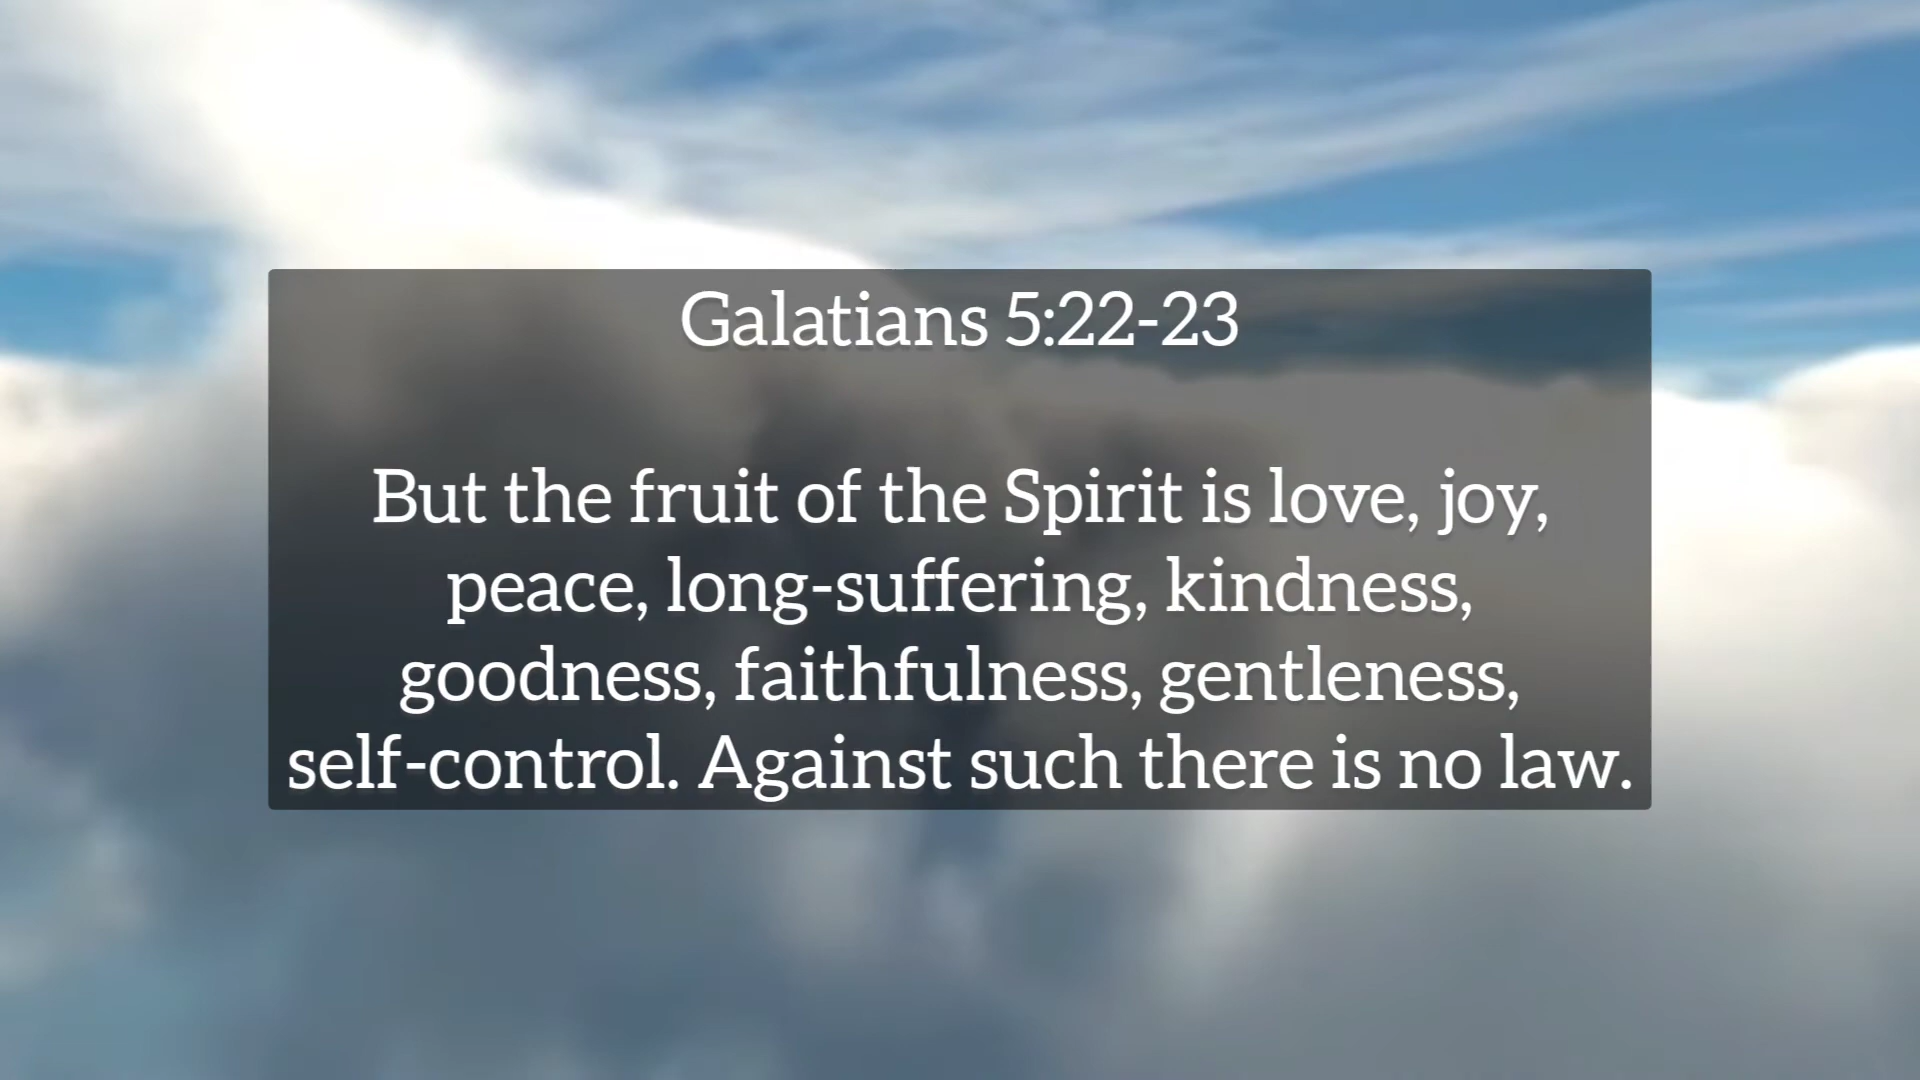 Galatians 5:22-23
But the fruit of the Spirit is love, joy,
peace, long-suffering, kindness,
goodness, faithfulness, gentleness,
self-control. Against such there is no law.